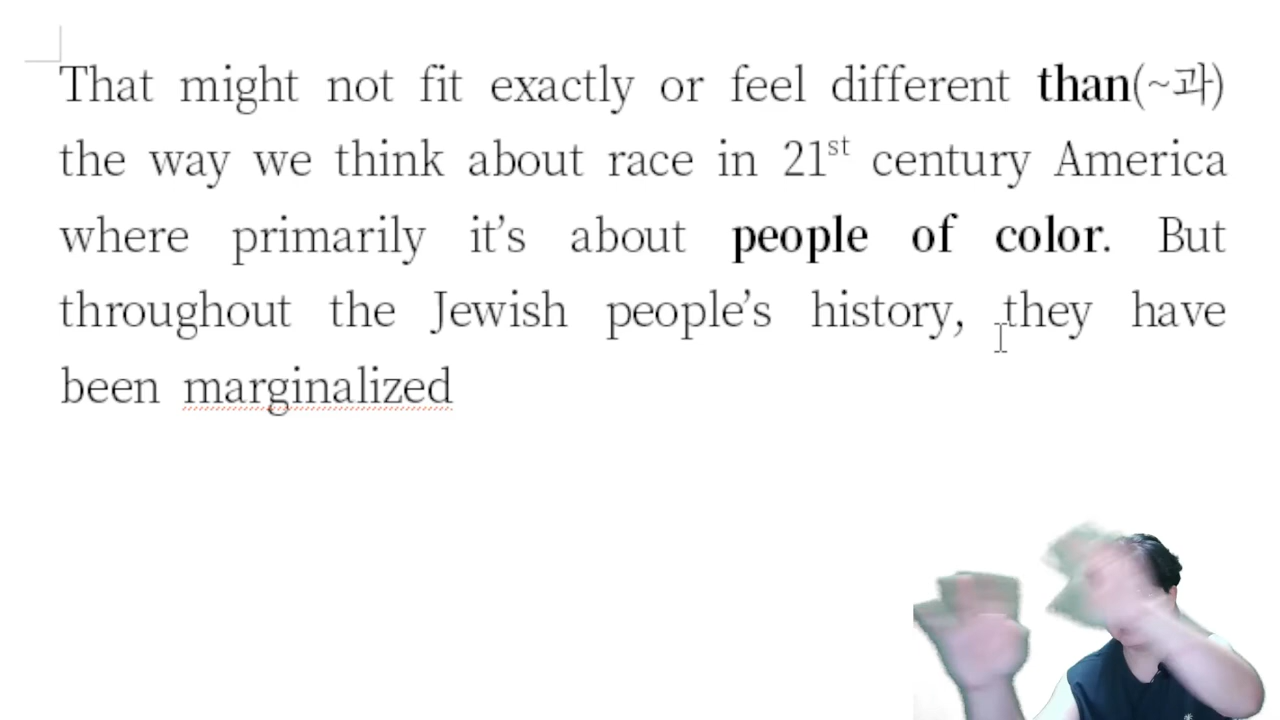 That might not fit exactly or feel different than(~과)
the way we think about race in 21st century America
where primarily it's about people of color. But
throughout the Jewish people's history, they have
been marginalized